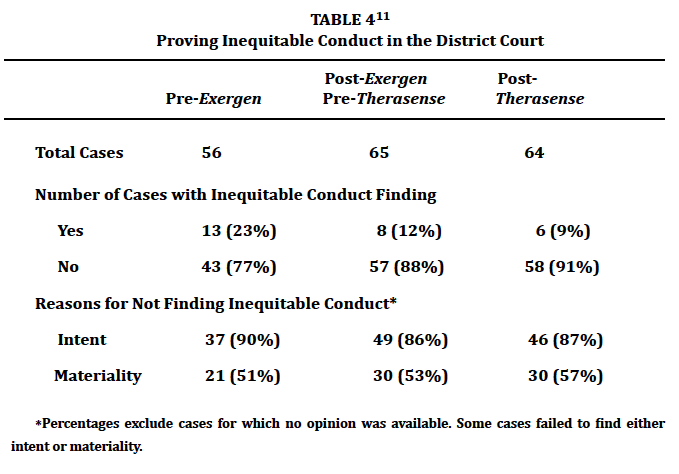 TABLE 4¹¹
Proving Inequitable Conduct in the District Court
Post-Exergen Post-
Pre-Exergen Pre-Therasense Therasense
Total Cases 56 65 64
Number of Cases with Inequitable Conduct Finding
Yes 13 (23%) 8 (12%) 6 (9%)
No 43 (77%) 57 (88%) 58 (91%)
Reasons for Not Finding Inequitable Conduct*
Intent 37 (90%) 49 (86%) 46 (87%)
Materiality 21 (51%) 30 (53%) 30 (57%)
*Percentages exclude cases for which no opinion was available. Some cases failed to find either
intent or materiality.